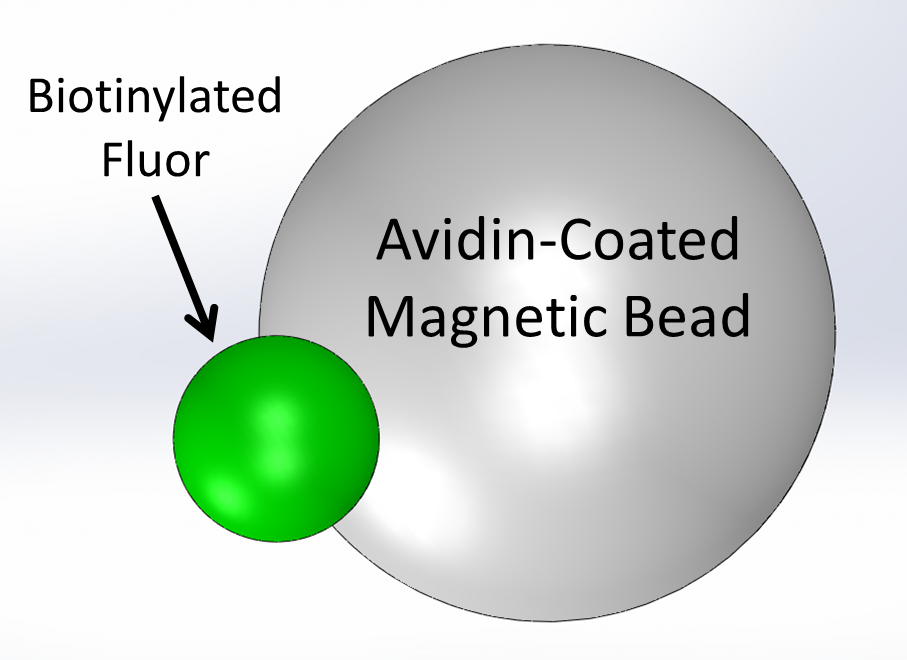 Biotinylated
Fluor
Avidin-Coated
Magnetic Bead